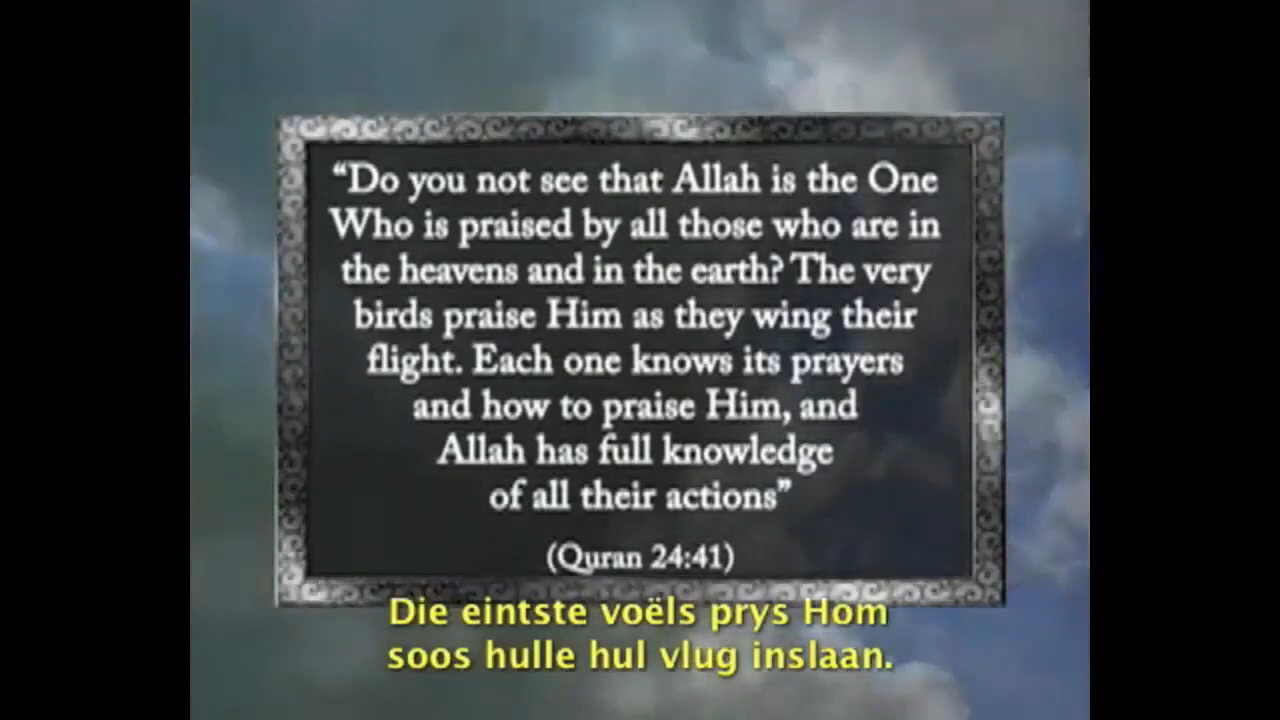 “Do you not see that Allah is the One
Who is praised by all those who are in
the heavens and in the earth? The very
birds praise Him as they wing their
flight. Each one knows its prayers
and how to praise Him, and
Allah has full knowledge
of all their actions”
(Quran 24:41)
Die eintste voëls prys Hom
soos hulle hul vlug inslaan.